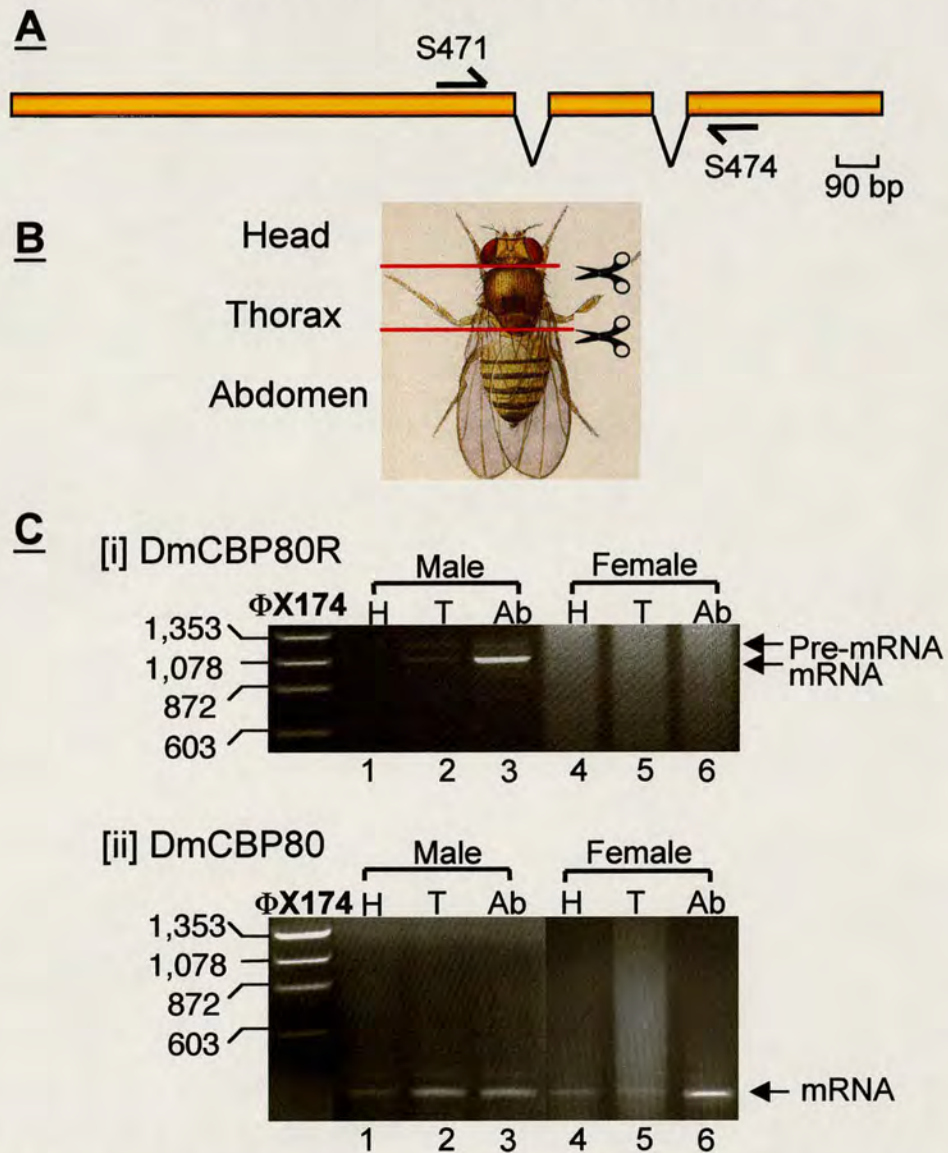 A
S471
S474
90 bp
B
Head
Thorax
Abdomen
C
[i] DmCBP80R
Male Female
ΦX174 H T Ab H T Ab
1,353
1,078
872
603
Pre-mRNA
mRNA
1 2 3 4 5 6
[ii] DmCBP80
Male Female
ΦX174 H T Ab H T Ab
1,353
1,078
872
603
mRNA
1 2 3 4 5 6